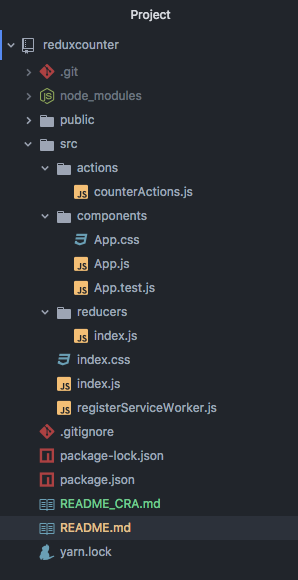 Project
reduxcounter
.git
node_modules
public
src
actions
counterActions.js
components
App.css
App.js
App.test.js
reducers
index.js
index.css
index.js
registerServiceWorker.js
.gitignore
package-lock.json
package.json
README_CRA.md
README.md
yarn.lock